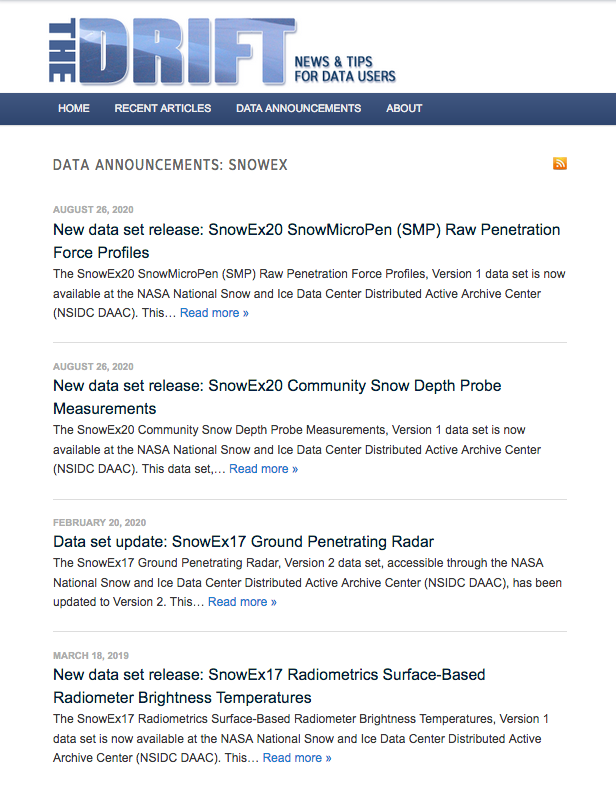 THE DRIFT
NEWS & TIPS
FOR DATA USERS
HOME RECENT ARTICLES DATA ANNOUNCEMENTS ABOUT
DATA ANNOUNCEMENTS: SNOWEX
AUGUST 26, 2020
New data set release: SnowEx20 SnowMicroPen (SMP) Raw Penetration
Force Profiles
The SnowEx20 SnowMicroPen (SMP) Raw Penetration Force Profiles, Version 1 data set is now
available at the NASA National Snow and Ice Data Center Distributed Active Archive Center
(NSIDC DAAC). This… Read more »
AUGUST 26, 2020
New data set release: SnowEx20 Community Snow Depth Probe
Measurements
The SnowEx20 Community Snow Depth Probe Measurements, Version 1 data set is now
available at the NASA National Snow and Ice Data Center Distributed Active Archive Center
(NSIDC DAAC). This data set,… Read more »
FEBRUARY 20, 2020
Data set update: SnowEx17 Ground Penetrating Radar
The SnowEx17 Ground Penetrating Radar, Version 2 data set, accessible through the NASA
National Snow and Ice Data Center Distributed Active Archive Center (NSIDC DAAC), has been
updated to Version 2. This… Read more »
MARCH 18, 2019
New data set release: SnowEx17 Radiometrics Surface-Based
Radiometer Brightness Temperatures
The SnowEx17 Radiometrics Surface-Based Radiometer Brightness Temperatures, Version 1
data set is now available at the NASA National Snow and Ice Data Center Distributed Active
Archive Center (NSIDC DAAC). This… Read more »